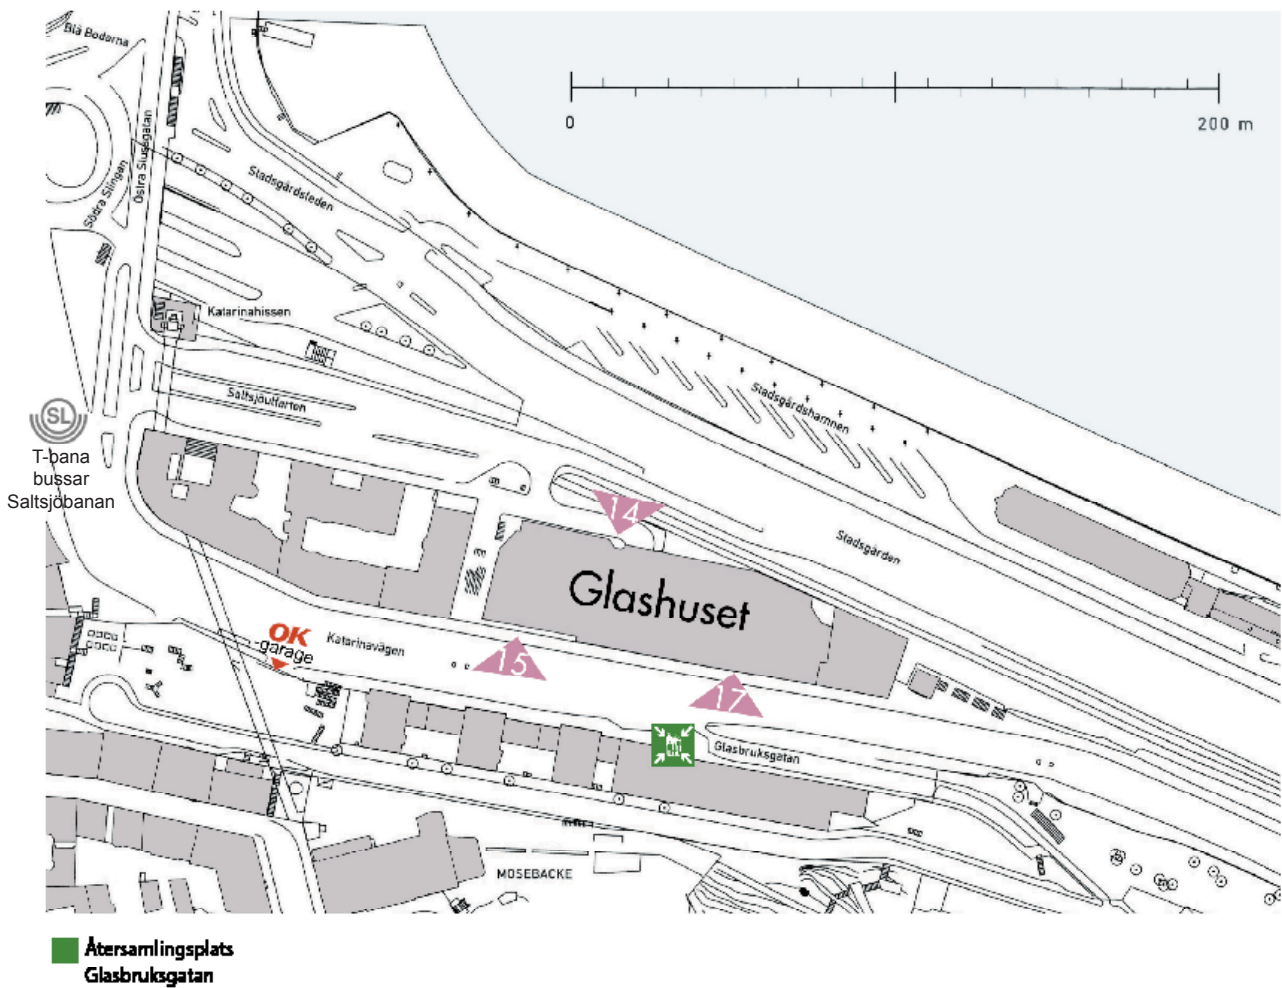 Blå Bodarna
Östra Slussgatan
Södra Slingan
Stadsgårdsleden
0
200 m
Katarinahissen
Saltsjöutfarten
Stadsgårdshamnen
SL
T-bana
bussar
Saltsjöbanan
14
Stadsgården
Glashuset
OK
garage
Katarinavägen
15
17
Glasbruksgatan
MOSEBACKE
Återsamlingsplats
Glasbruksgatan